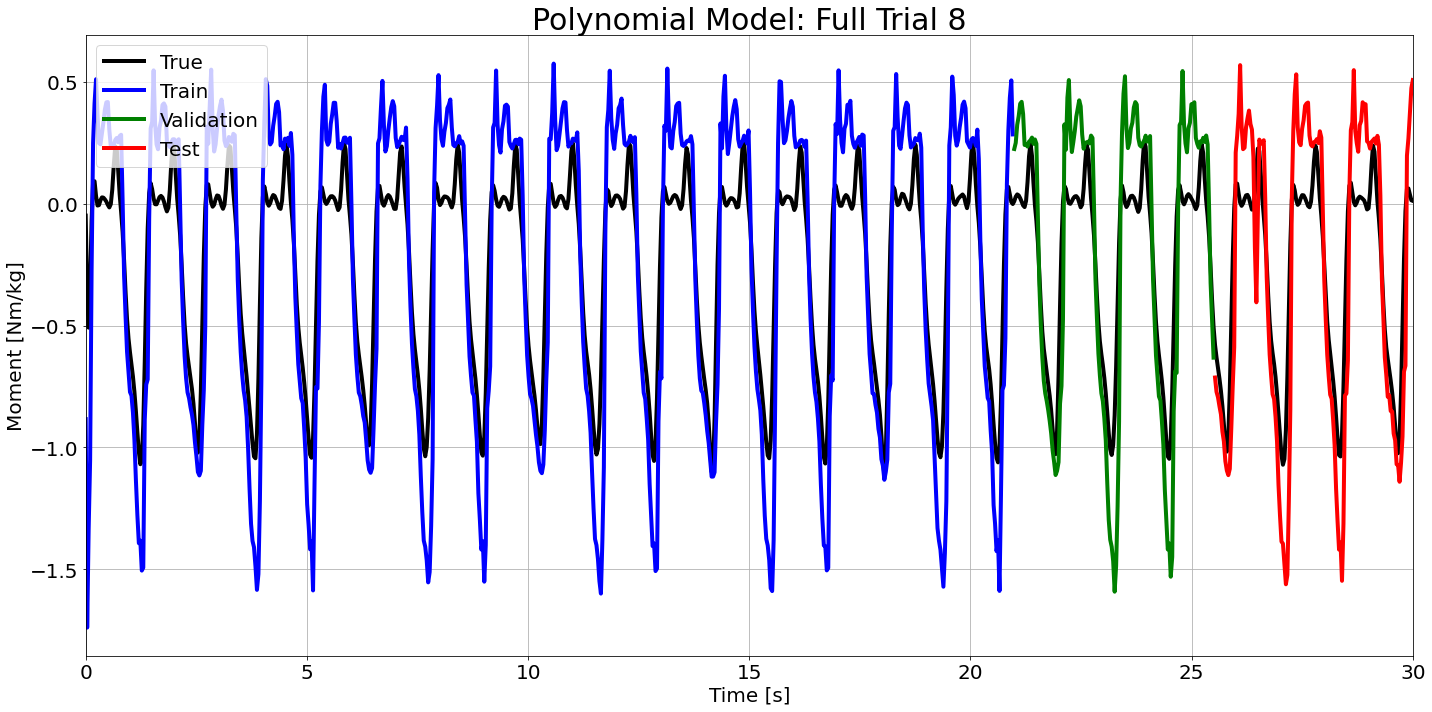 Polynomial Model: Full Trial 8
True
Train
Validation
Test
Moment [Nm/kg]
0.5
0.0
−0.5
−1.0
−1.5
0 5 10 15 20 25 30
Time [s]